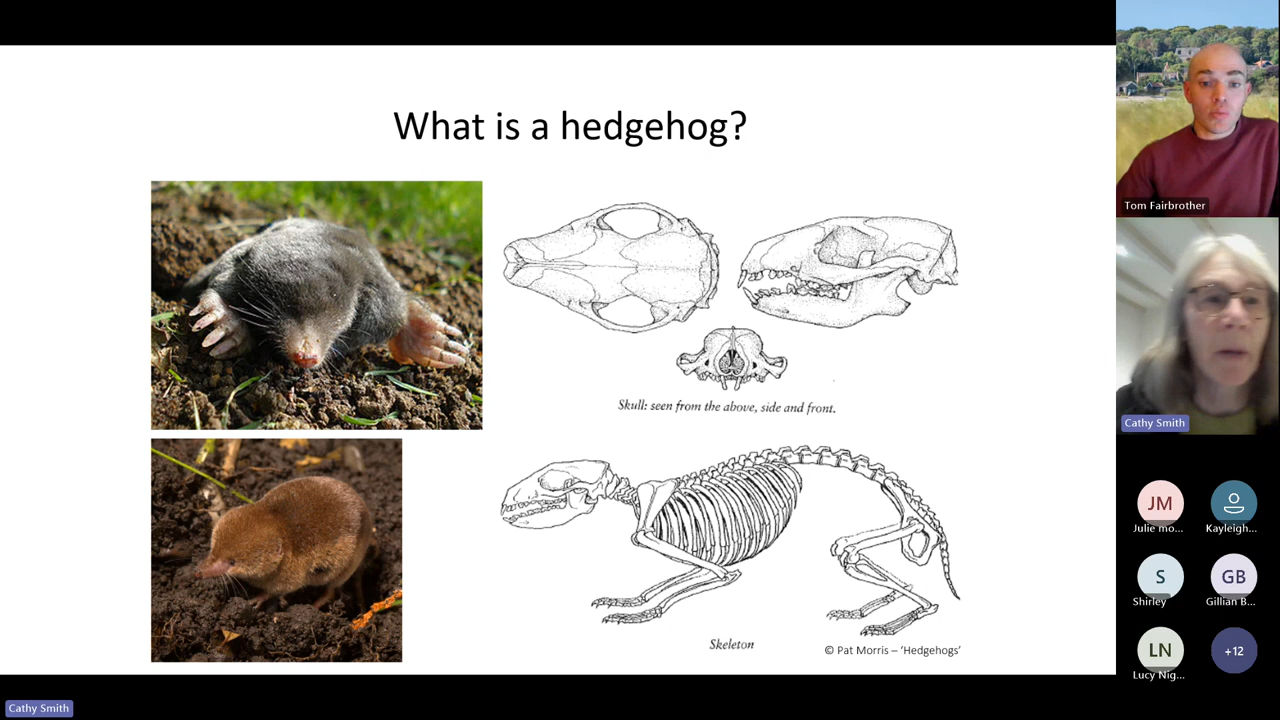 What is a hedgehog?
Skull: seen from the above, side and front.
Skeleton
© Pat Morris – ‘Hedgehogs’
Tom Fairbrother
Cathy Smith
JM
Julie mo...
Kayleigh...
S
Shirley
GB
Gillian B...
LN
Lucy Nig...
+12
Cathy Smith